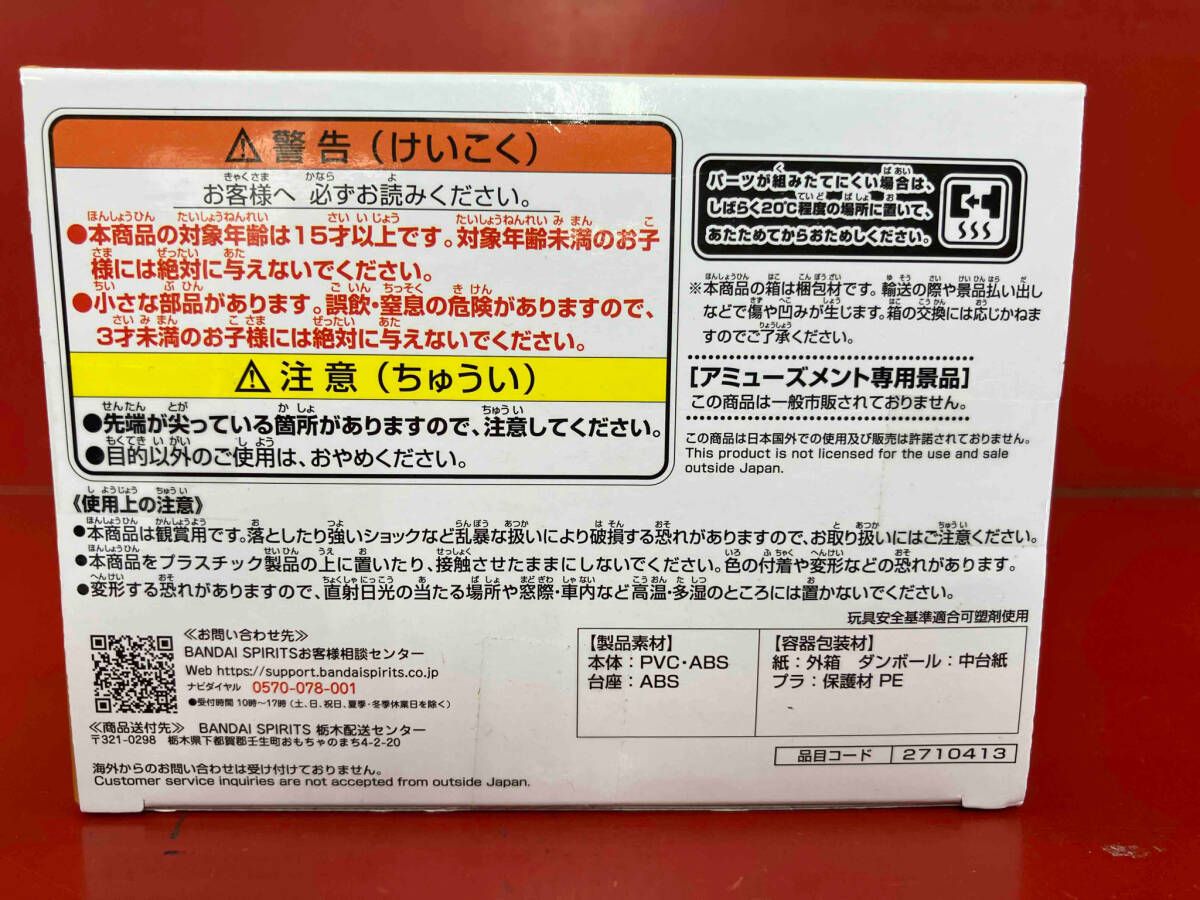 ⚠警告（けいこく）
お客様へ 必ずお読みください。
●本商品の対象年齢は15才以上です。対象年齢未満のお子
様には絶対に与えないでください。
●小さな部品があります。誤飲・窒息の危険がありますので、
3才未満のお子様には絶対に与えないでください。
⚠注意（ちゅうい）
●先端が尖っている箇所がありますので、注意してください。
●目的以外のご使用は、おやめください。
パーツが組みたてにくい場合は、
しばらく20℃程度の場所に置いて、
あたためてからおためしください。
※本商品の箱は梱包材です。輸送の際や景品払い出し
などで傷や凹みが生じます。箱の交換には応じかねま
すのでご了承ください。
[アミューズメント専用景品]
この商品は一般市販されておりません。
この商品は日本国外での使用及び販売は許諾されておりません。
This product is not licensed for the use and sale
outside Japan.
《使用上の注意》
●本商品は観賞用です。落としたり強いショックなど乱暴な扱いにより破損する恐れがありますので、お取り扱いにはご注意ください。
●本商品をプラスチック製品の上に置いたり、接触させたままにしないでください。色の付着や変形などの恐れがあります。
●変形する恐れがありますので、直射日光の当たる場所や窓際・車内など高温・多湿のところには置かないでください。
玩具安全基準適合可塑剤使用
≪お問い合わせ先≫
BANDAI SPIRITSお客様相談センター
Web https://support.bandaispirits.co.jp
ナビダイヤル 0570-078-001
●受付時間 10時〜17時（土、日、祝日、夏季・冬季休業日を除く）
≪商品送付先≫ BANDAI SPIRITS 栃木配送センター
〒321-0298 栃木県下都賀郡壬生町おもちゃのまち4-2-20
海外からのお問い合わせは受け付けておりません。
Customer service inquiries are not accepted from outside Japan.
【製品素材】
本体：PVC・ABS
台座：ABS
【容器包装材】
紙：外箱 ダンボール：中台紙
プラ：保護材 PE
品目コード 2710413